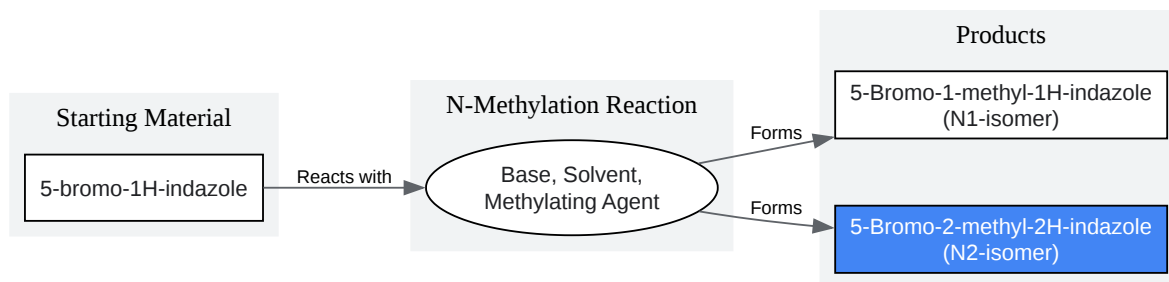 Starting Material
5-bromo-1H-indazole
Reacts with
N-Methylation Reaction
Base, Solvent,
Methylating Agent
Forms
Forms
Products
5-Bromo-1-methyl-1H-indazole
(N1-isomer)
5-Bromo-2-methyl-2H-indazole
(N2-isomer)